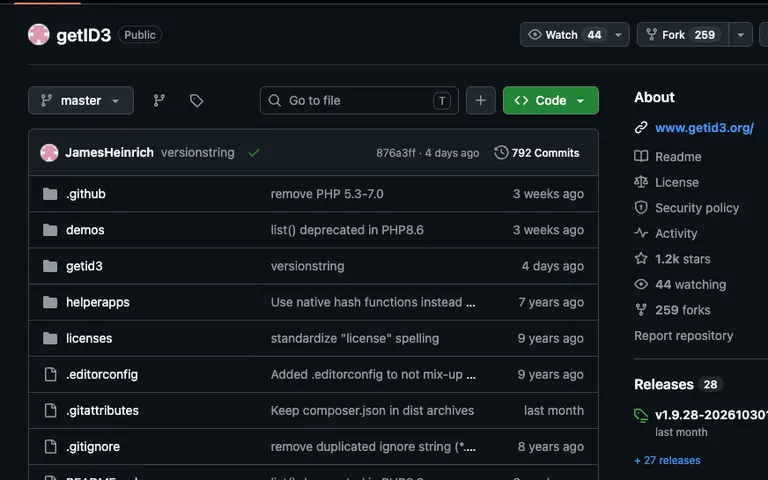 getID3 Public
Watch 44
Fork 259
master
Go to file T
Code
JamesHeinrich versionstring 876a3ff · 4 days ago 792 Commits
.github remove PHP 5.3-7.0 3 weeks ago
demos list() deprecated in PHP8.6 3 weeks ago
getid3 versionstring 4 days ago
helperapps Use native hash functions instead ... 7 years ago
licenses standardize "license" spelling 9 years ago
.editorconfig Added .editorconfig to not mix-up ... 9 years ago
.gitattributes Keep composer.json in dist archives last month
.gitignore remove duplicated ignore string (*.... 8 years ago
About
www.getid3.org/
Readme
License
Security policy
Activity
1.2k stars
44 watching
259 forks
Report repository
Releases 28
v1.9.28-20261030
last month
+ 27 releases